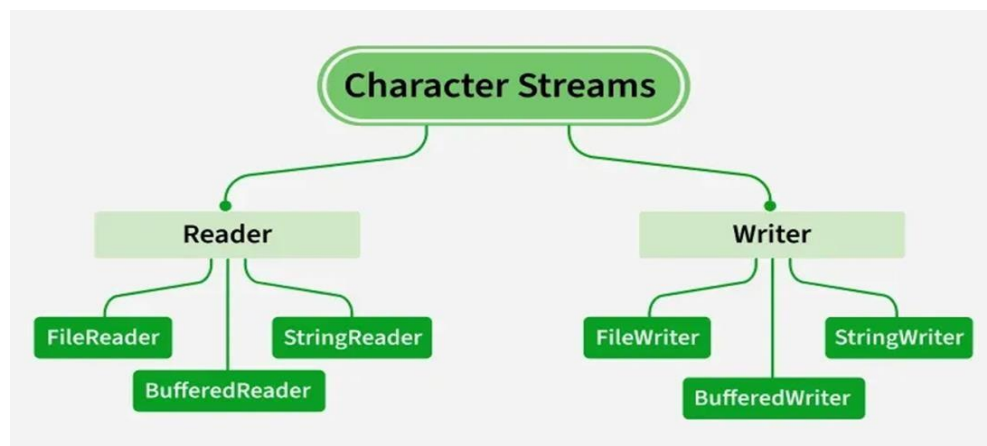 Character Streams
Reader
Writer
FileReader
StringReader
FileWriter
StringWriter
BufferedReader
BufferedWriter